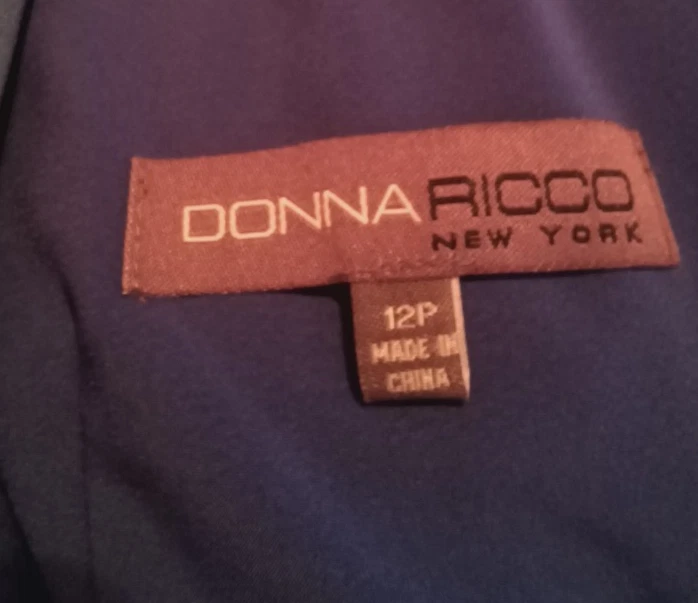 DONNA RICCO
NEW YORK
12P
MADE IN
CHINA